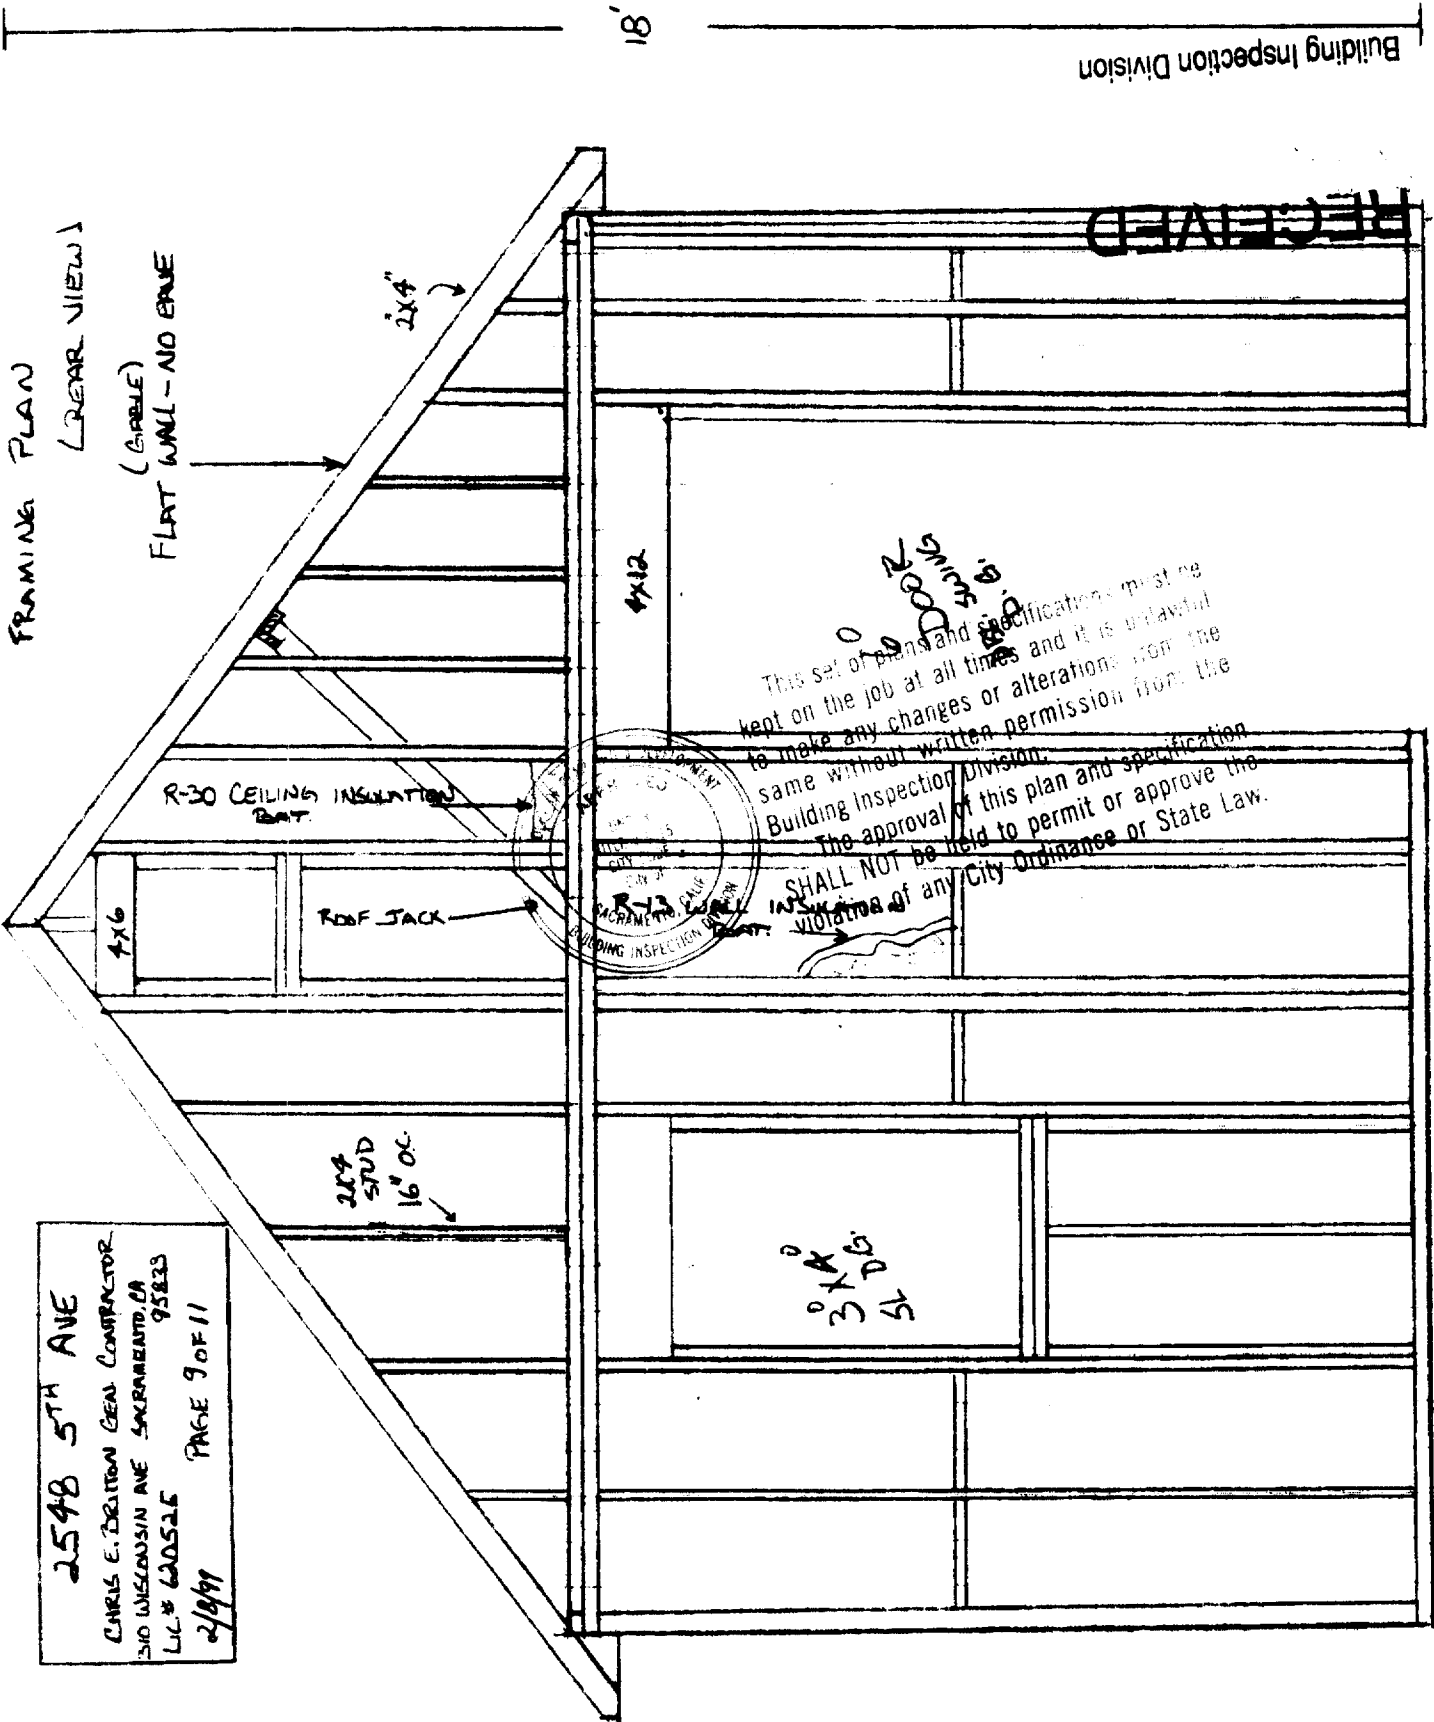 FRAMING PLAN
(REAR VIEW)
(GABLE)
FLAT WALL - NO EAVE
2x4"
18'
Building Inspection Division
RECEIVED
4x12
DOOR
SWING
D.G.
This set of plans and specifications must be
kept on the job at all times and it is unlawful
to make any changes or alterations from the
same without written permission from the
Building Inspection Division.
The approval of this plan and specification
SHALL NOT be held to permit or approve the
violation of any City Ordinance or State Law.
R-30 CEILING INSULATION
BAT.
4x6
ROOF JACK
R-13 WALL INSULATION
BAT.
SACRAMENTO, CALIF
BUILDING INSPECTION DIVISION
2x4
STUD
16" O.C.
3⁰ x 4⁰
SL DG.
2548 5TH AVE
CHRIS E. BRITTON GEN. CONTRACTOR
310 WISCONSIN AVE SACRAMENTO, CA
95833
LIC # 620525
2/8/99 PAGE 9 OF 11